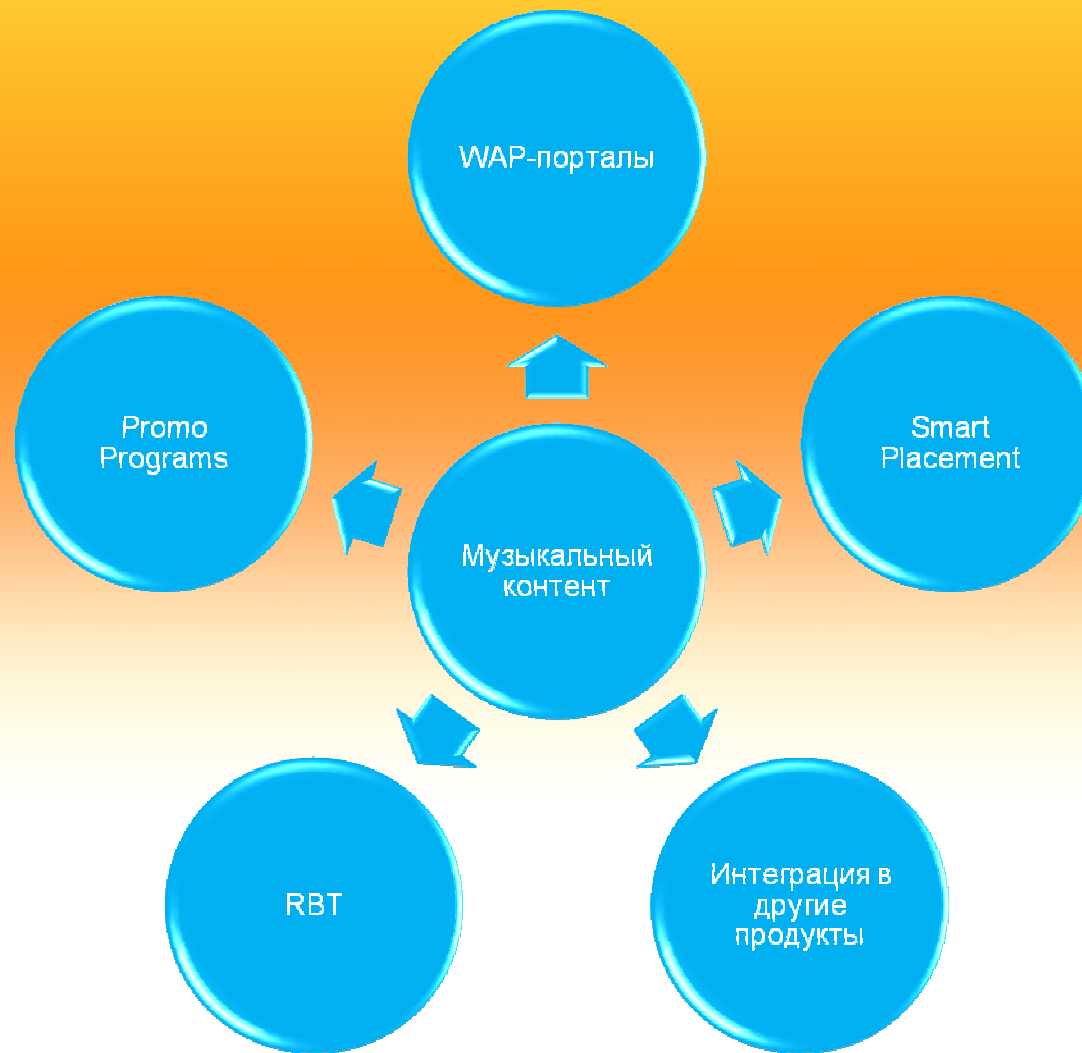 WAP-порталы
Promo
Programs
Smart
Placement
Музыкальный
контент
RBT
Интеграция в
другие
продукты